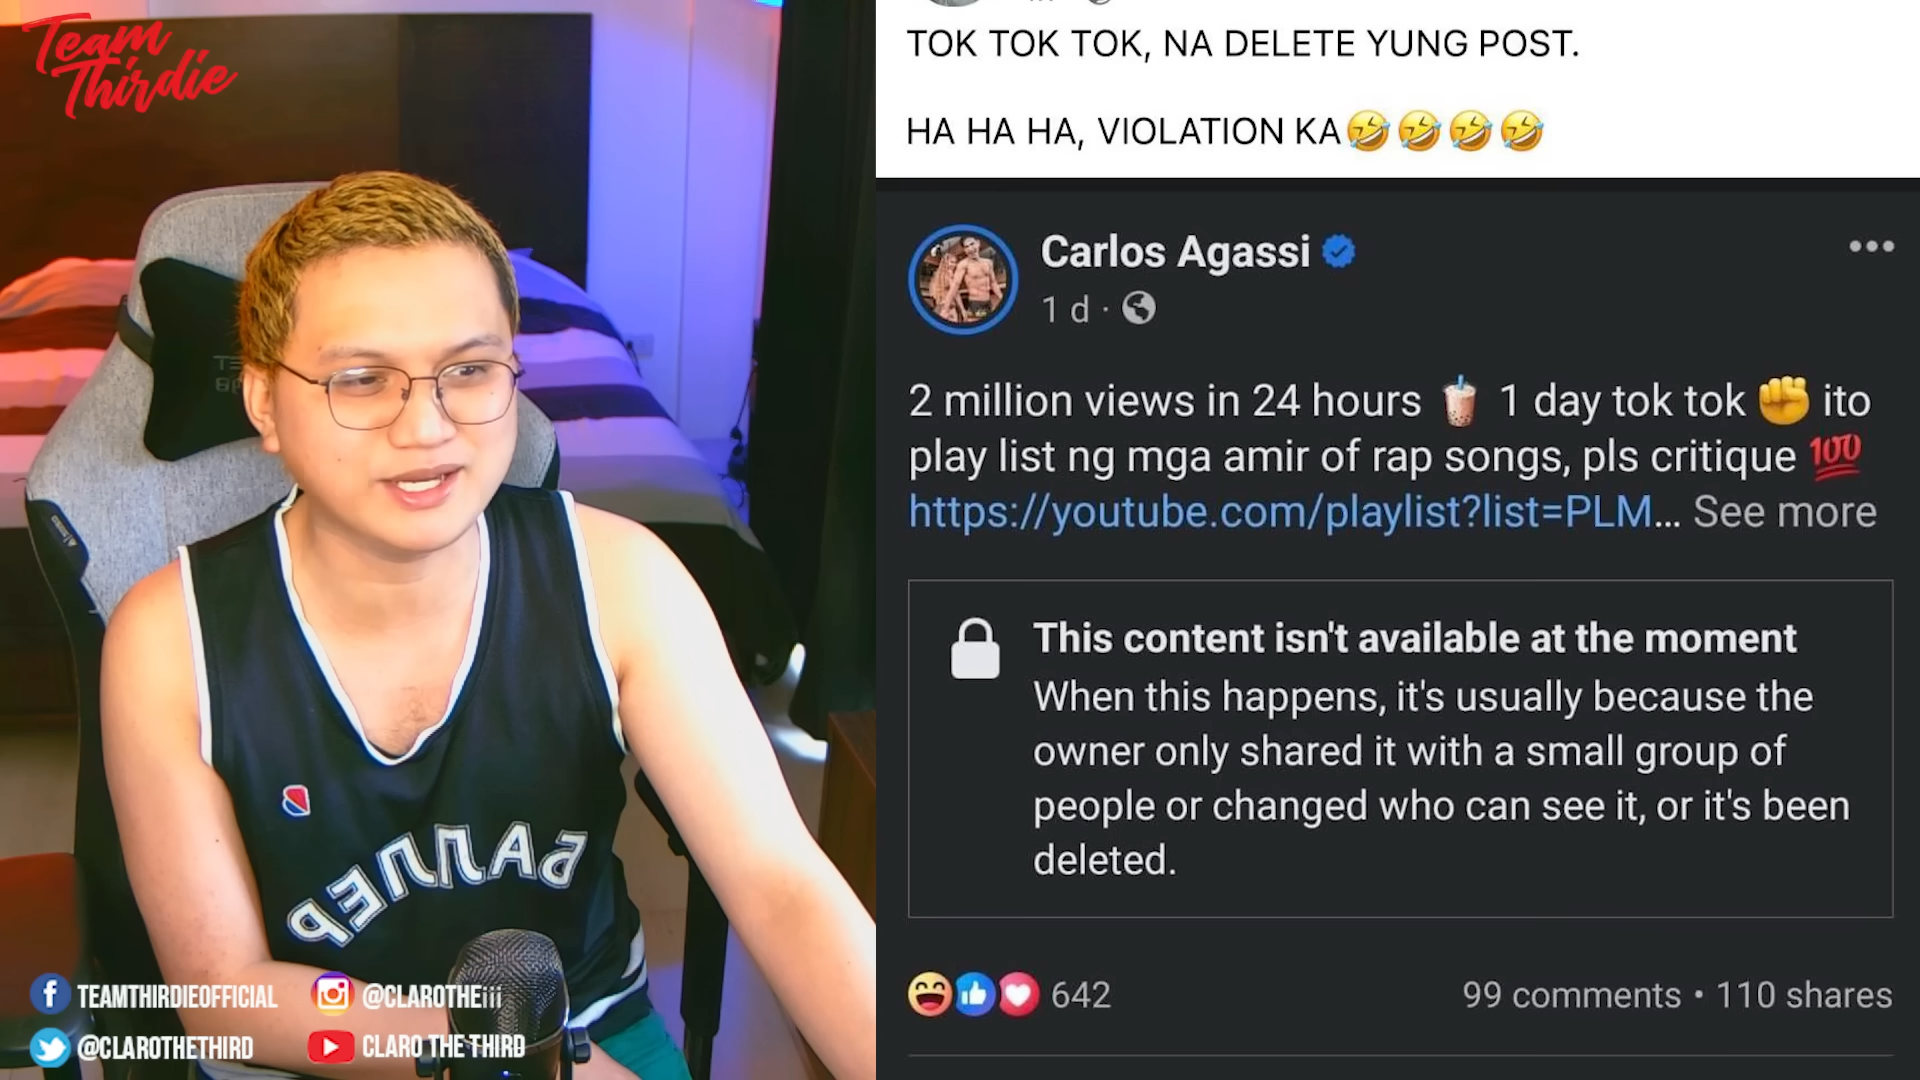 Team
Thirdie
TOK TOK TOK, NA DELETE YUNG POST.
HA HA HA, VIOLATION KA🤣🤣🤣🤣
Carlos Agassi
1 d ·
2 million views in 24 hours 🧋 1 day tok tok ✊ ito
play list ng mga amir of rap songs, pls critique 💯
https://youtube.com/playlist?list=PLM... See more
This content isn't available at the moment
When this happens, it's usually because the
owner only shared it with a small group of
people or changed who can see it, or it's been
deleted.
642
99 comments • 110 shares
BANNER
TEAMTHIRDIEOFFICIAL
@CLAROTHEiii
@CLAROTHETHIRD
CLARO THE THIRD